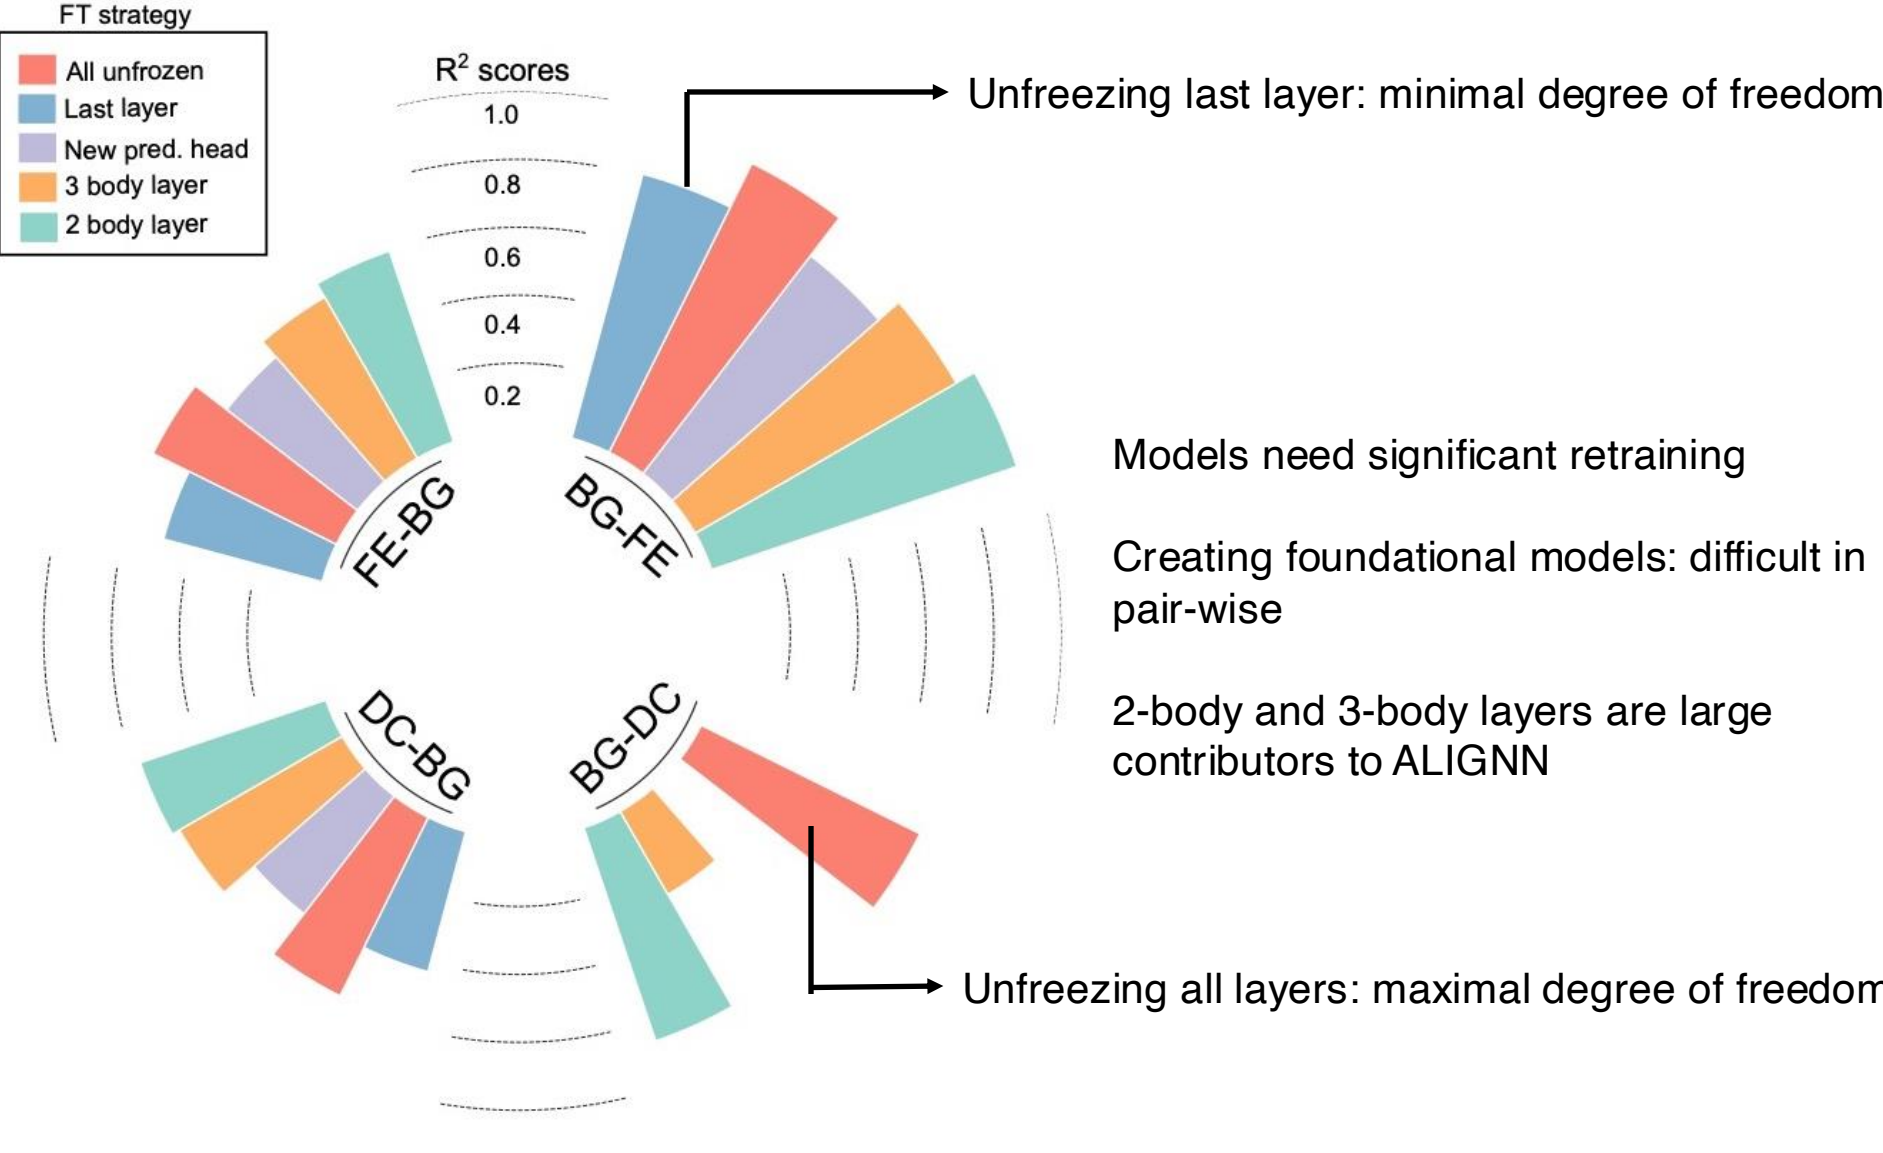 FT strategy
All unfrozen
Last layer
New pred. head
3 body layer
2 body layer
R² scores
1.0
0.8
0.6
0.4
0.2
FE-BG
BG-FE
DC-BG
BG-DC
Unfreezing last layer: minimal degree of freedom
Models need significant retraining
Creating foundational models: difficult in
pair-wise
2-body and 3-body layers are large
contributors to ALIGNN
Unfreezing all layers: maximal degree of freedom